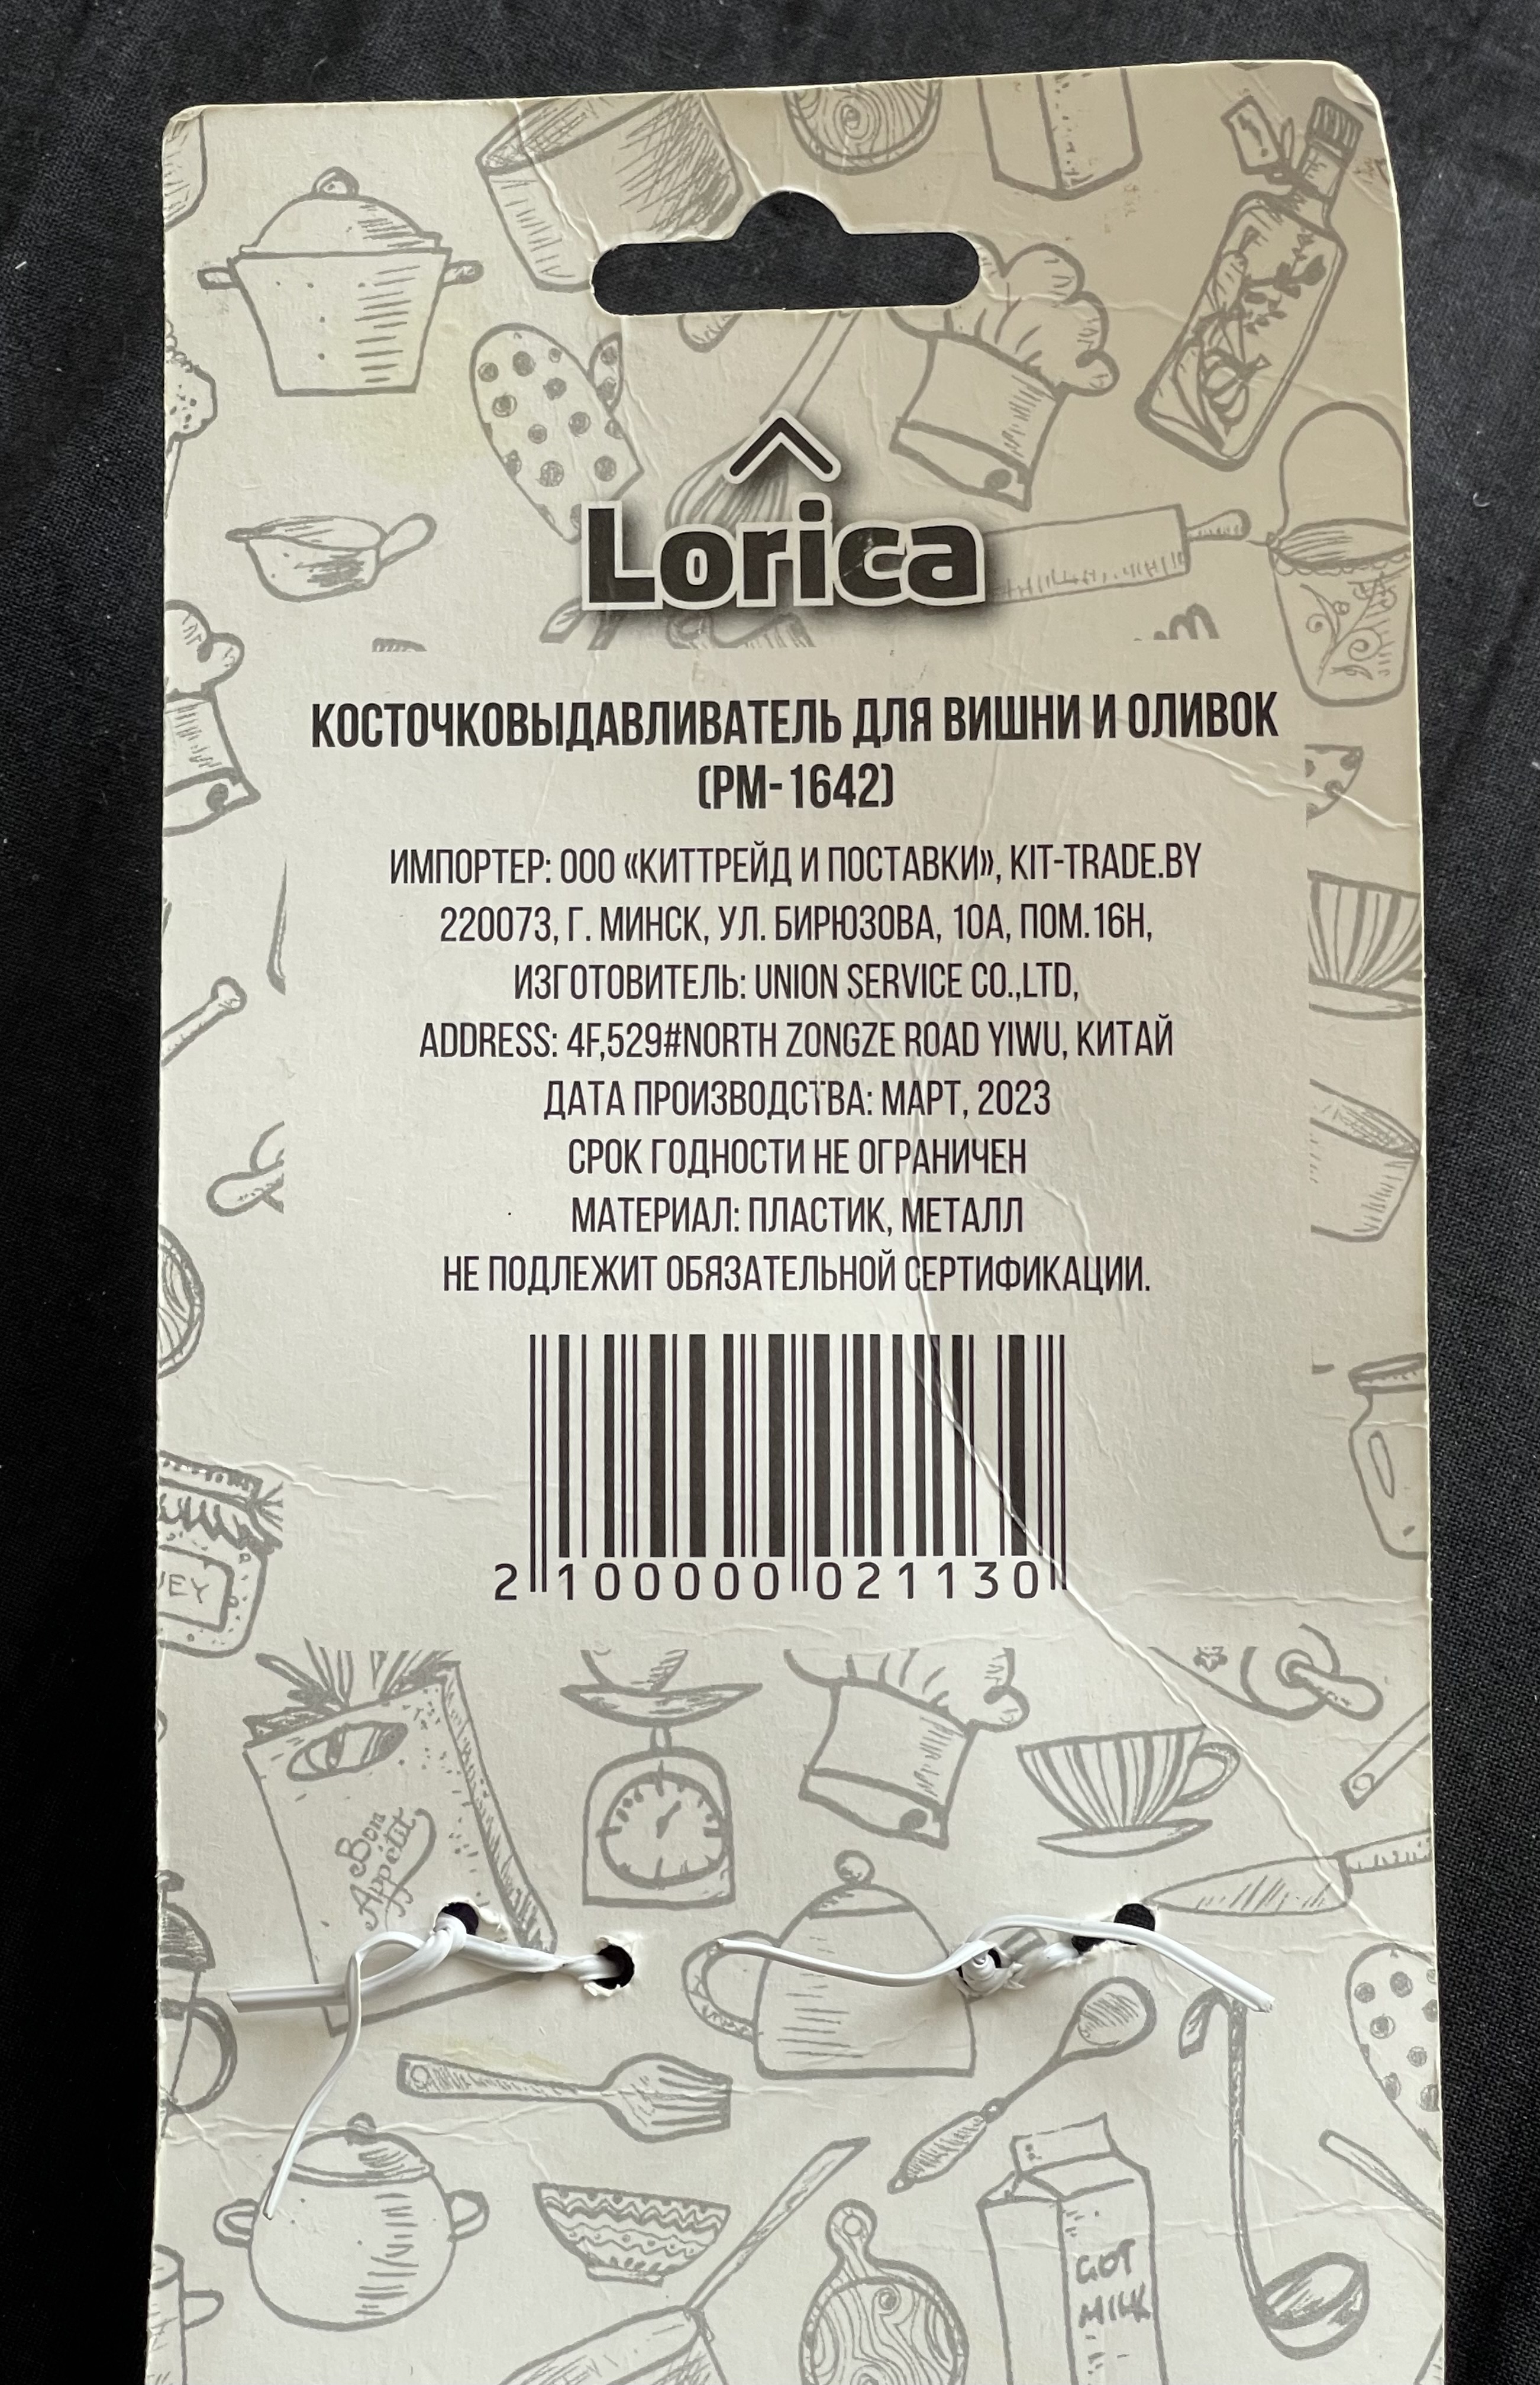 Lorica
КОСТОЧКОВЫДАВЛИВАТЕЛЬ ДЛЯ ВИШНИ И ОЛИВОК
(PM-1642)
ИМПОРТЕР: ООО «КИТТРЕЙД И ПОСТАВКИ», KIT-TRADE.BY
220073, Г. МИНСК, УЛ. БИРЮЗОВА, 10А, ПОМ.16Н,
ИЗГОТОВИТЕЛЬ: UNION SERVICE CO.,LTD,
ADDRESS: 4F,529#NORTH ZONGZE ROAD YIWU, КИТАЙ
ДАТА ПРОИЗВОДСТВА: МАРТ, 2023
СРОК ГОДНОСТИ НЕ ОГРАНИЧЕН
МАТЕРИАЛ: ПЛАСТИК, МЕТАЛЛ
НЕ ПОДЛЕЖИТ ОБЯЗАТЕЛЬНОЙ СЕРТИФИКАЦИИ.
2 100000 021130
Bon
Appétit
GOT
MILK